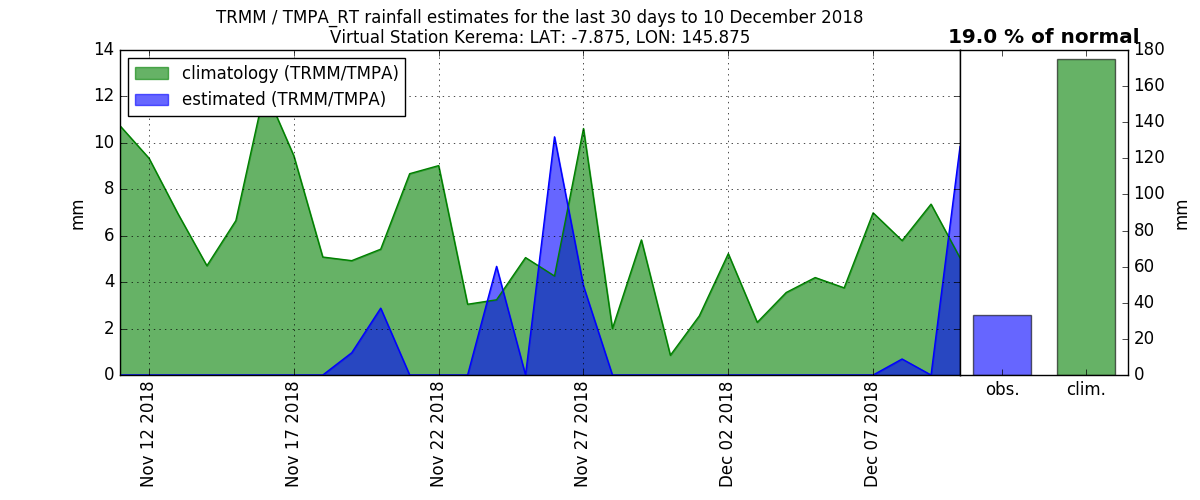 TRMM / TMPA_RT rainfall estimates for the last 30 days to 10 December 2018
Virtual Station Kerema: LAT: -7.875, LON: 145.875
19.0 % of normal
climatology (TRMM/TMPA)
estimated (TRMM/TMPA)
14
12
10
8
6
4
2
0
mm
180
160
140
120
100
80
60
40
20
0
mm
obs.
clim.
Nov 12 2018
Nov 17 2018
Nov 22 2018
Nov 27 2018
Dec 02 2018
Dec 07 2018